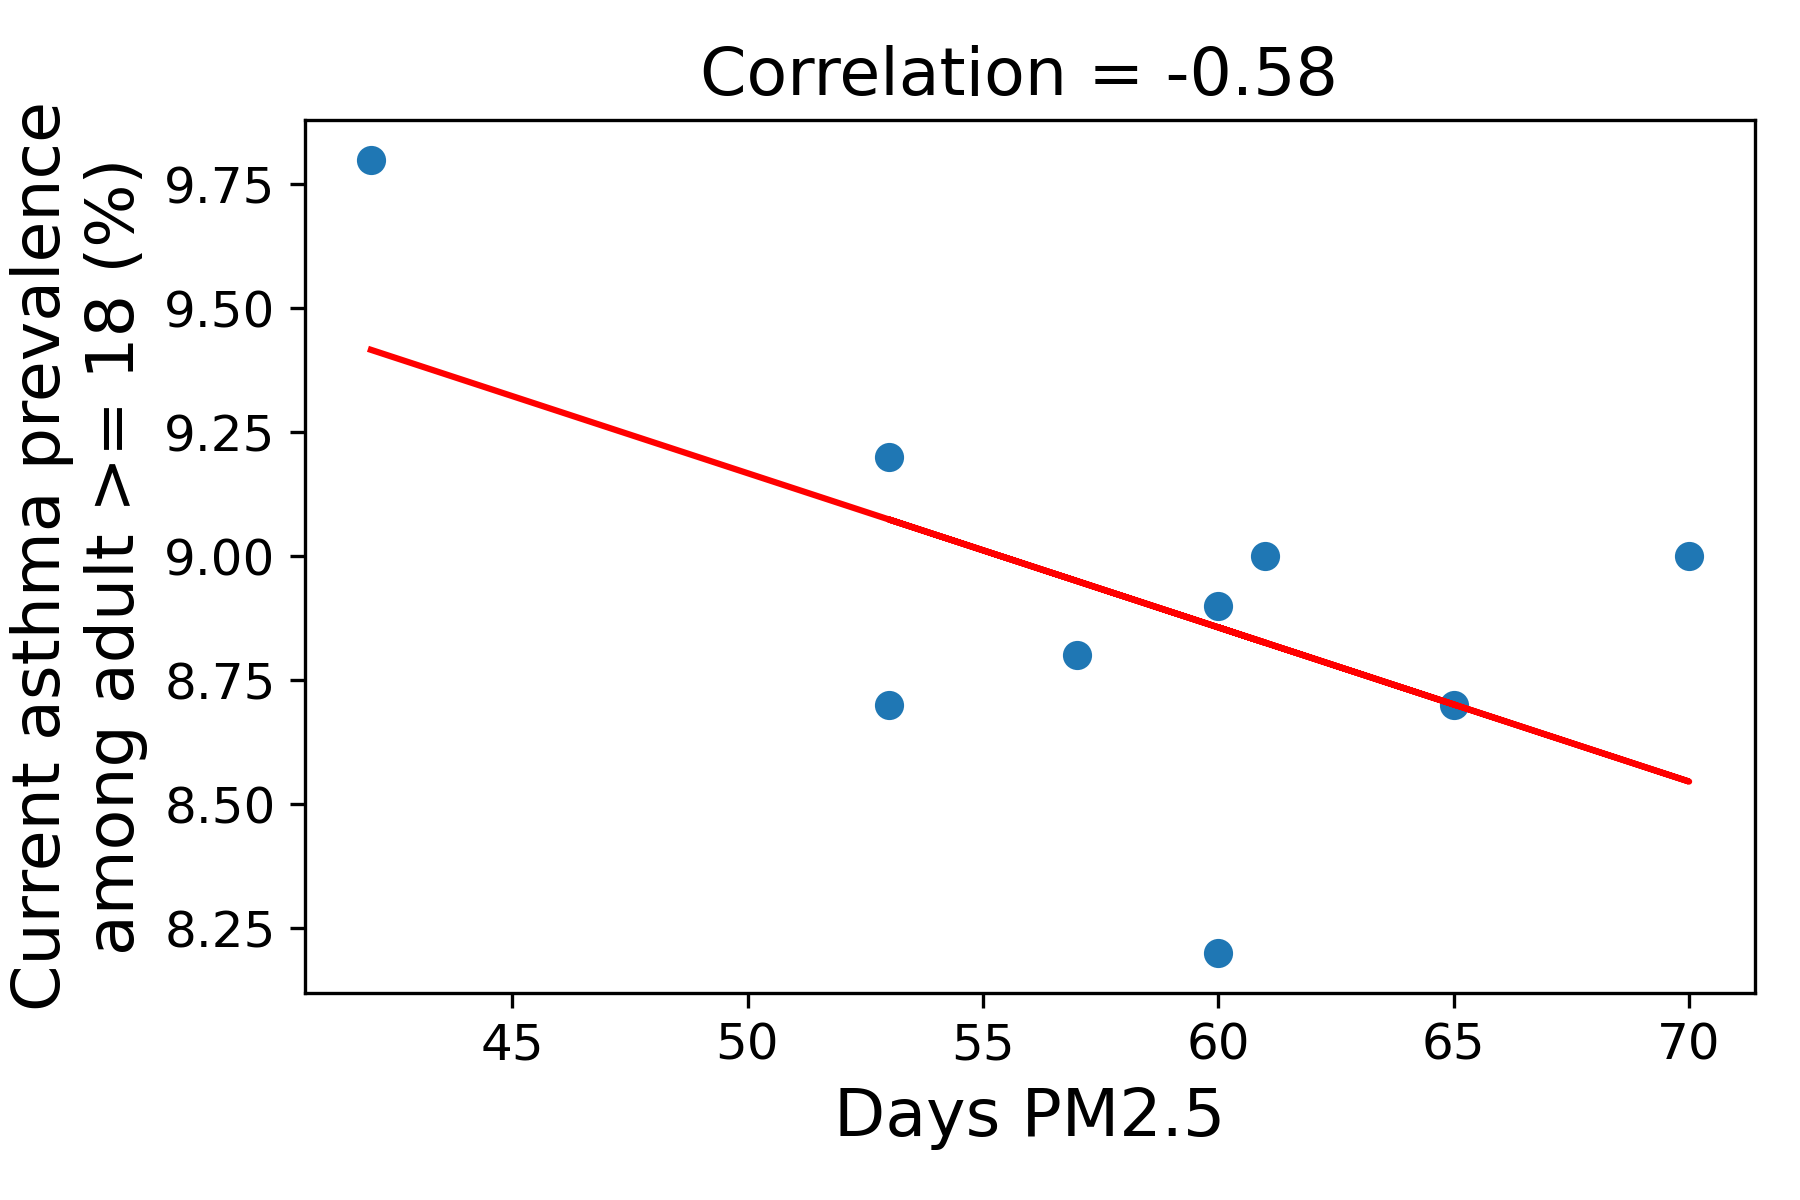 Correlation = -0.58
Current asthma prevalence
among adult >= 18 (%)
9.75
9.50
9.25
9.00
8.75
8.50
8.25
45 50 55 60 65 70
Days PM2.5